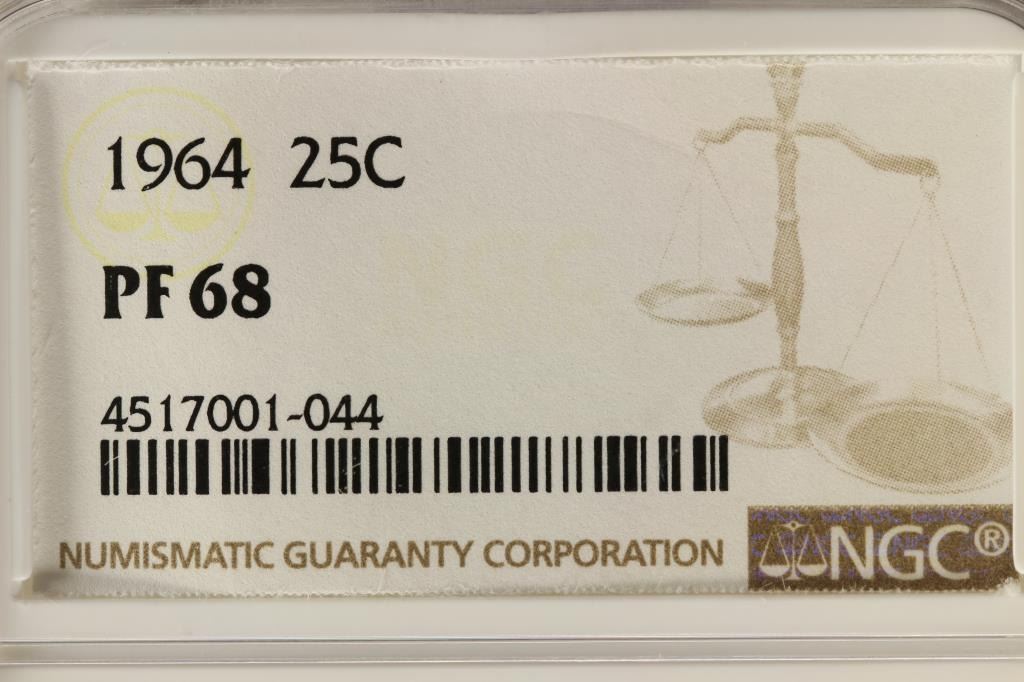 1964 25C
PF 68
4517001-044
NUMISMATIC GUARANTY CORPORATION
NGC®